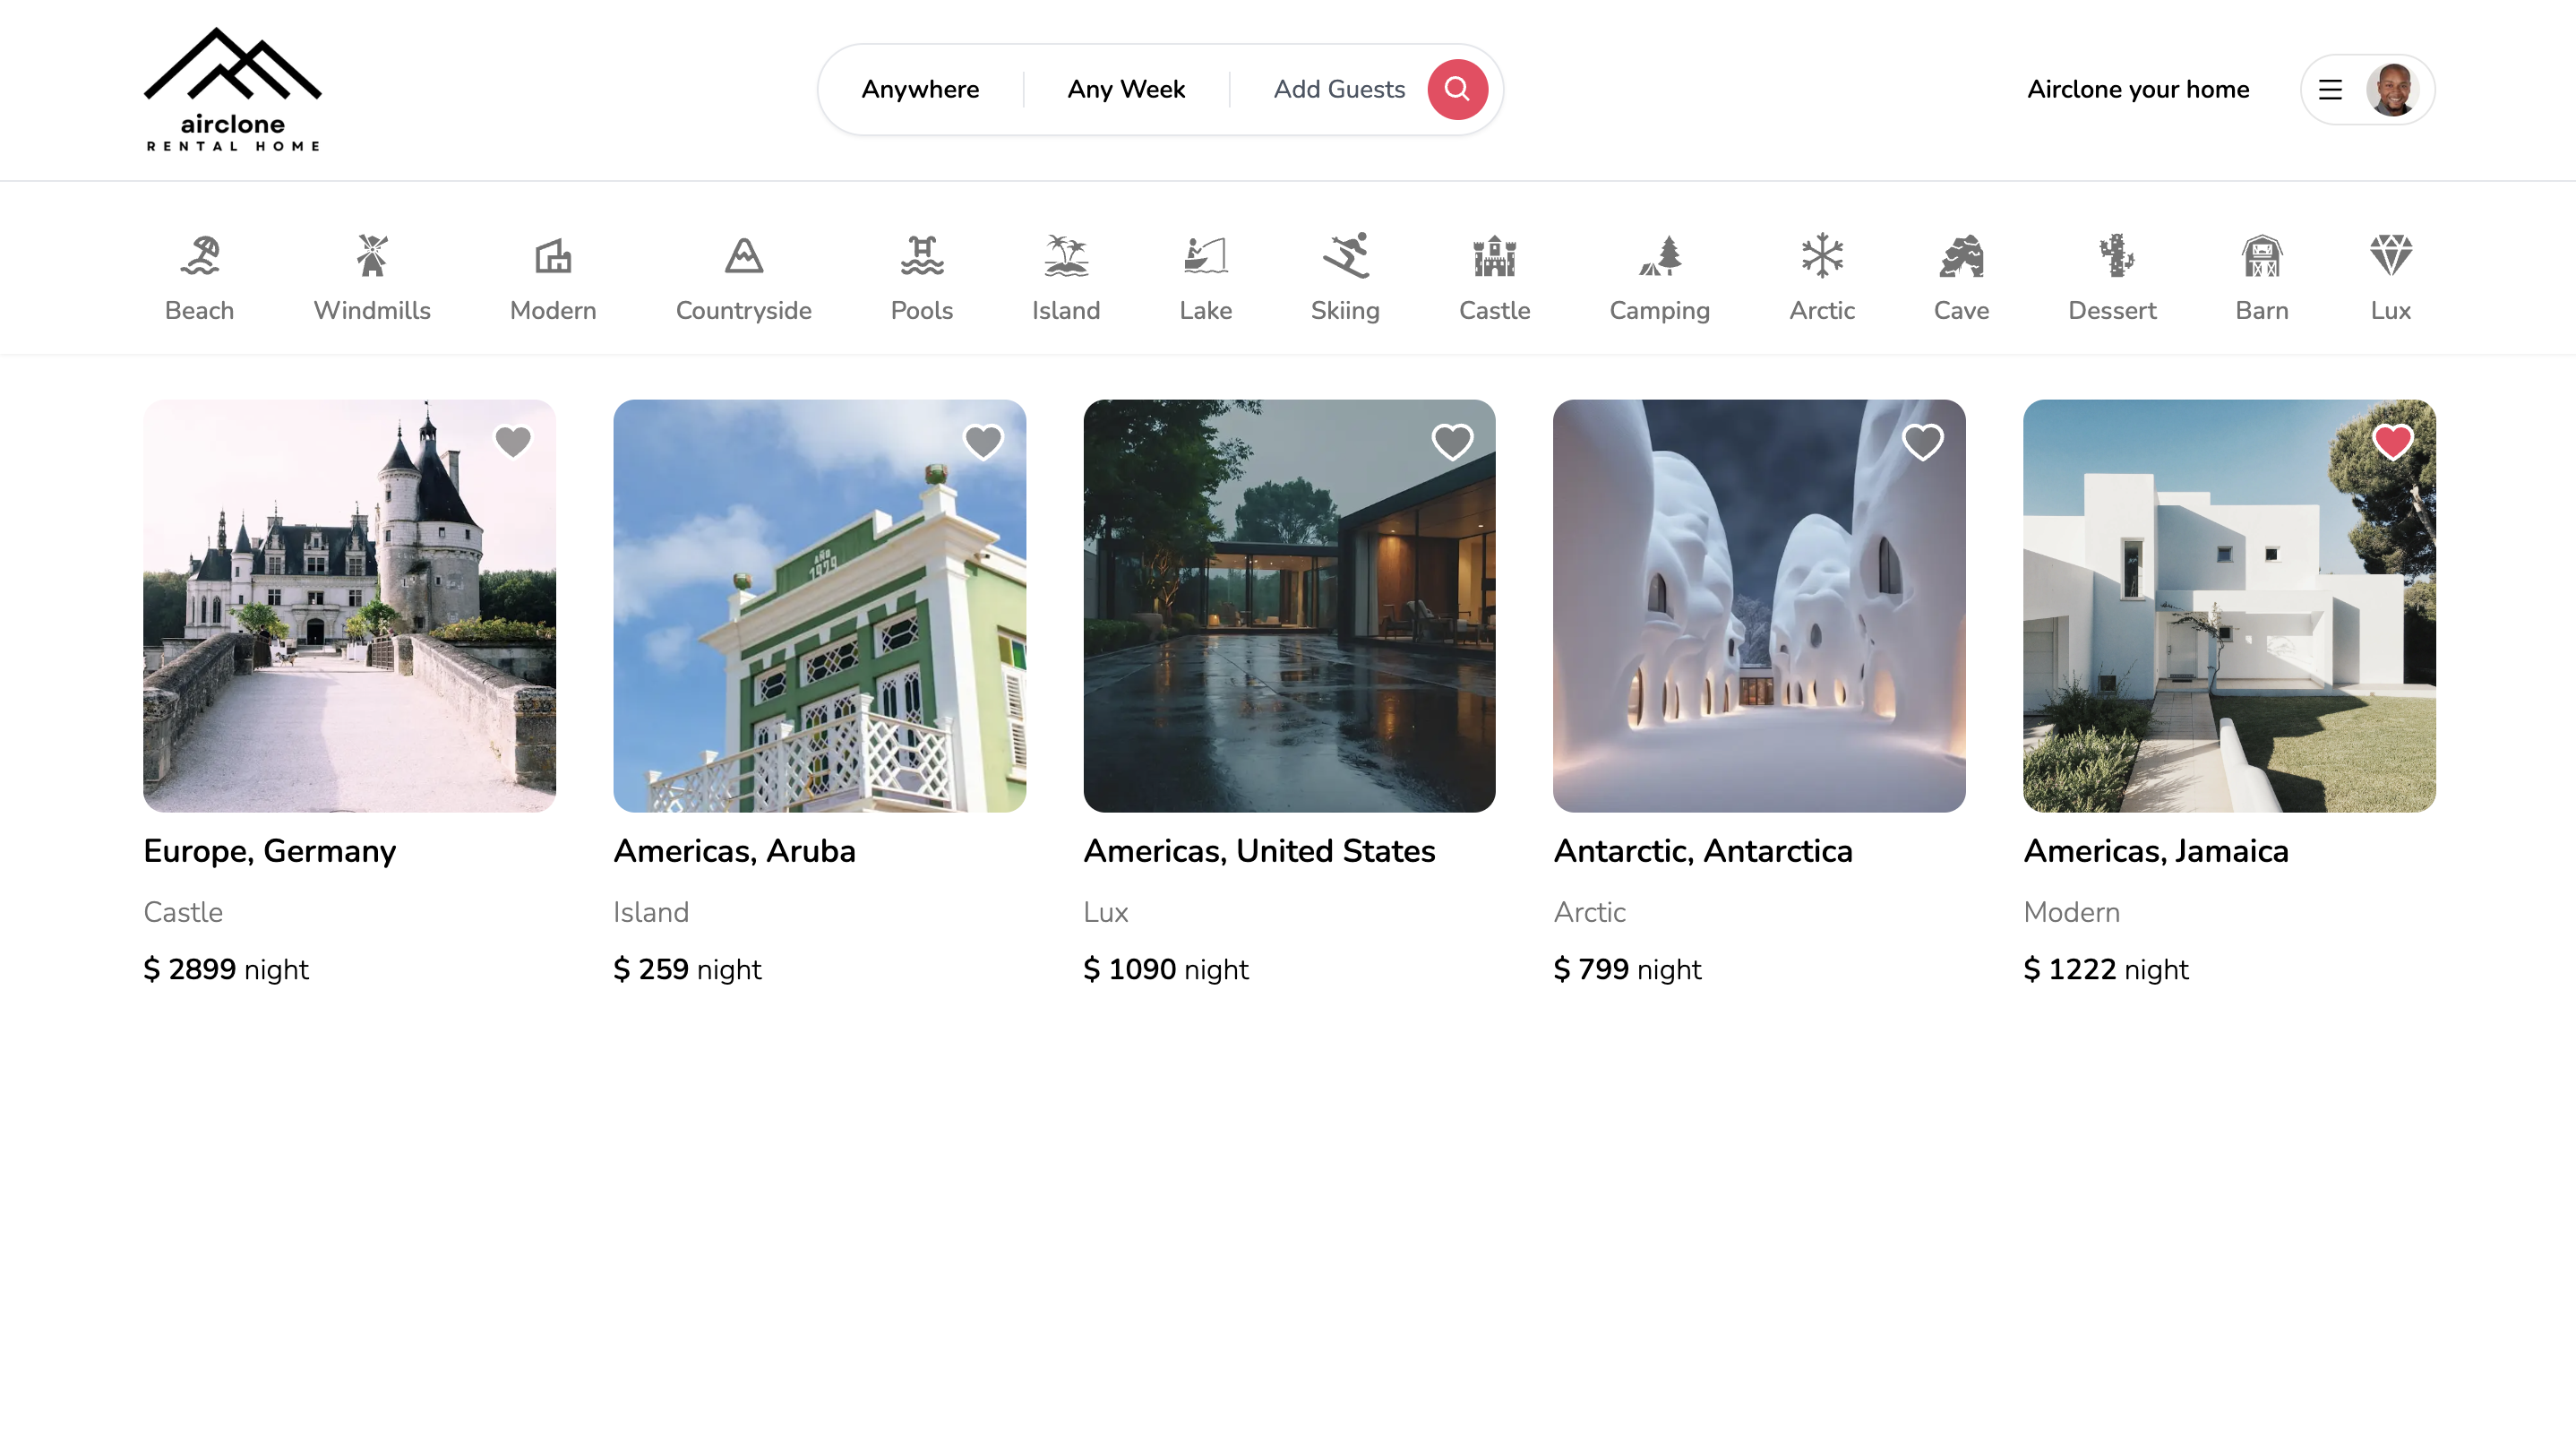 airclone
RENTAL HOME
Anywhere
Any Week
Add Guests
Airclone your home
Beach
Windmills
Modern
Countryside
Pools
Island
Lake
Skiing
Castle
Camping
Arctic
Cave
Dessert
Barn
Lux
AÑO
1929
Europe, Germany
Castle
$ 2899 night
Americas, Aruba
Island
$ 259 night
Americas, United States
Lux
$ 1090 night
Antarctic, Antarctica
Arctic
$ 799 night
Americas, Jamaica
Modern
$ 1222 night